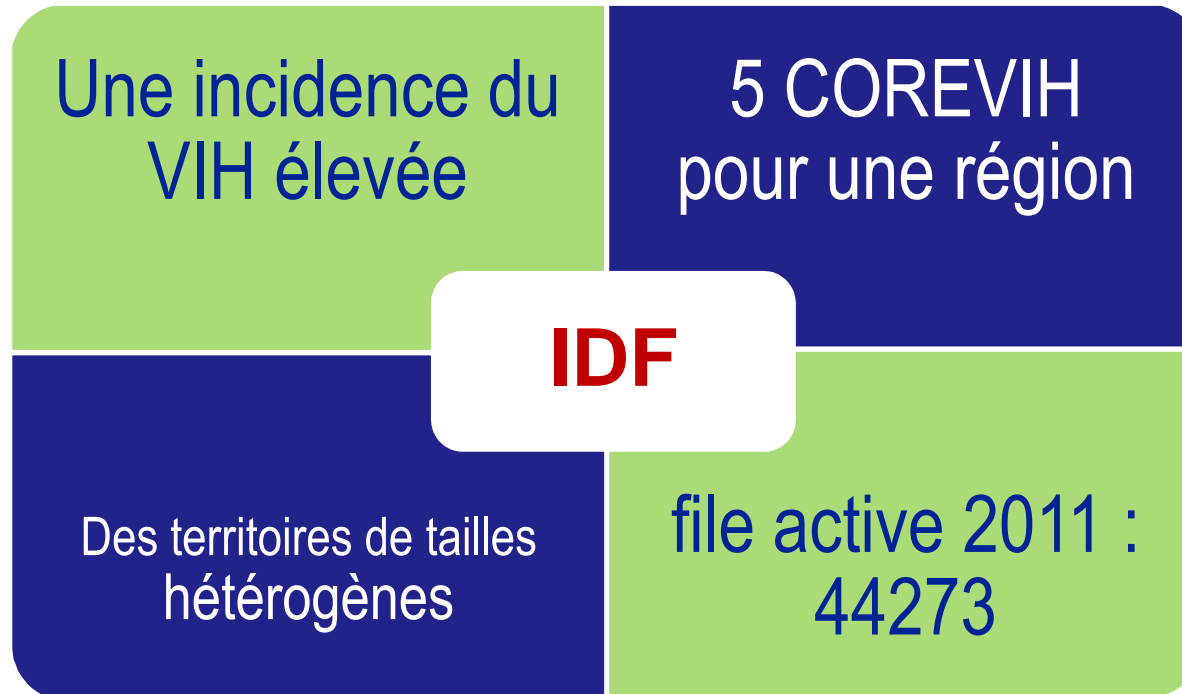 Une incidence du
VIH élevée
5 COREVIH
pour une région
IDF
Des territoires de tailles
hétérogènes
file active 2011 :
44273